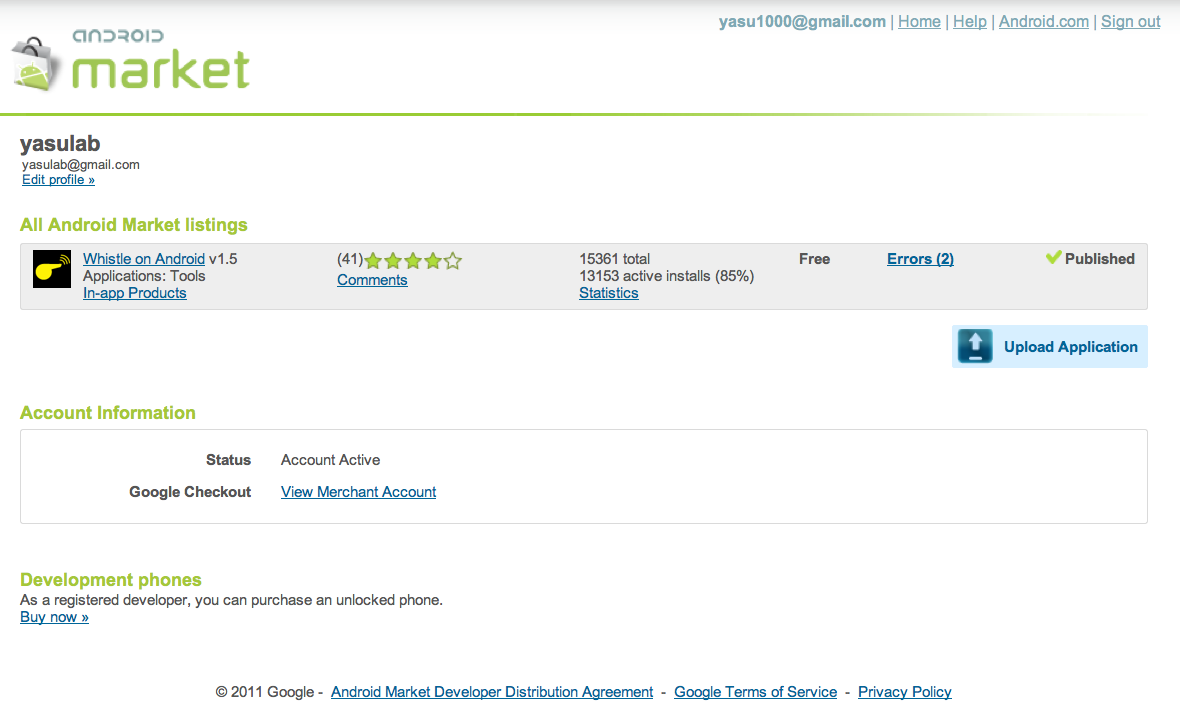 yasu1000@gmail.com | Home | Help | Android.com | Sign out
ANDROID
market
yasulab
yasulab@gmail.com
Edit profile »
All Android Market listings
Whistle on Android v1.5
Applications: Tools
In-app Products
(41)
Comments
15361 total
13153 active installs (85%)
Statistics
Free
Errors (2)
Published
Upload Application
Account Information
Status Account Active
Google Checkout View Merchant Account
Development phones
As a registered developer, you can purchase an unlocked phone.
Buy now »
© 2011 Google - Android Market Developer Distribution Agreement - Google Terms of Service - Privacy Policy